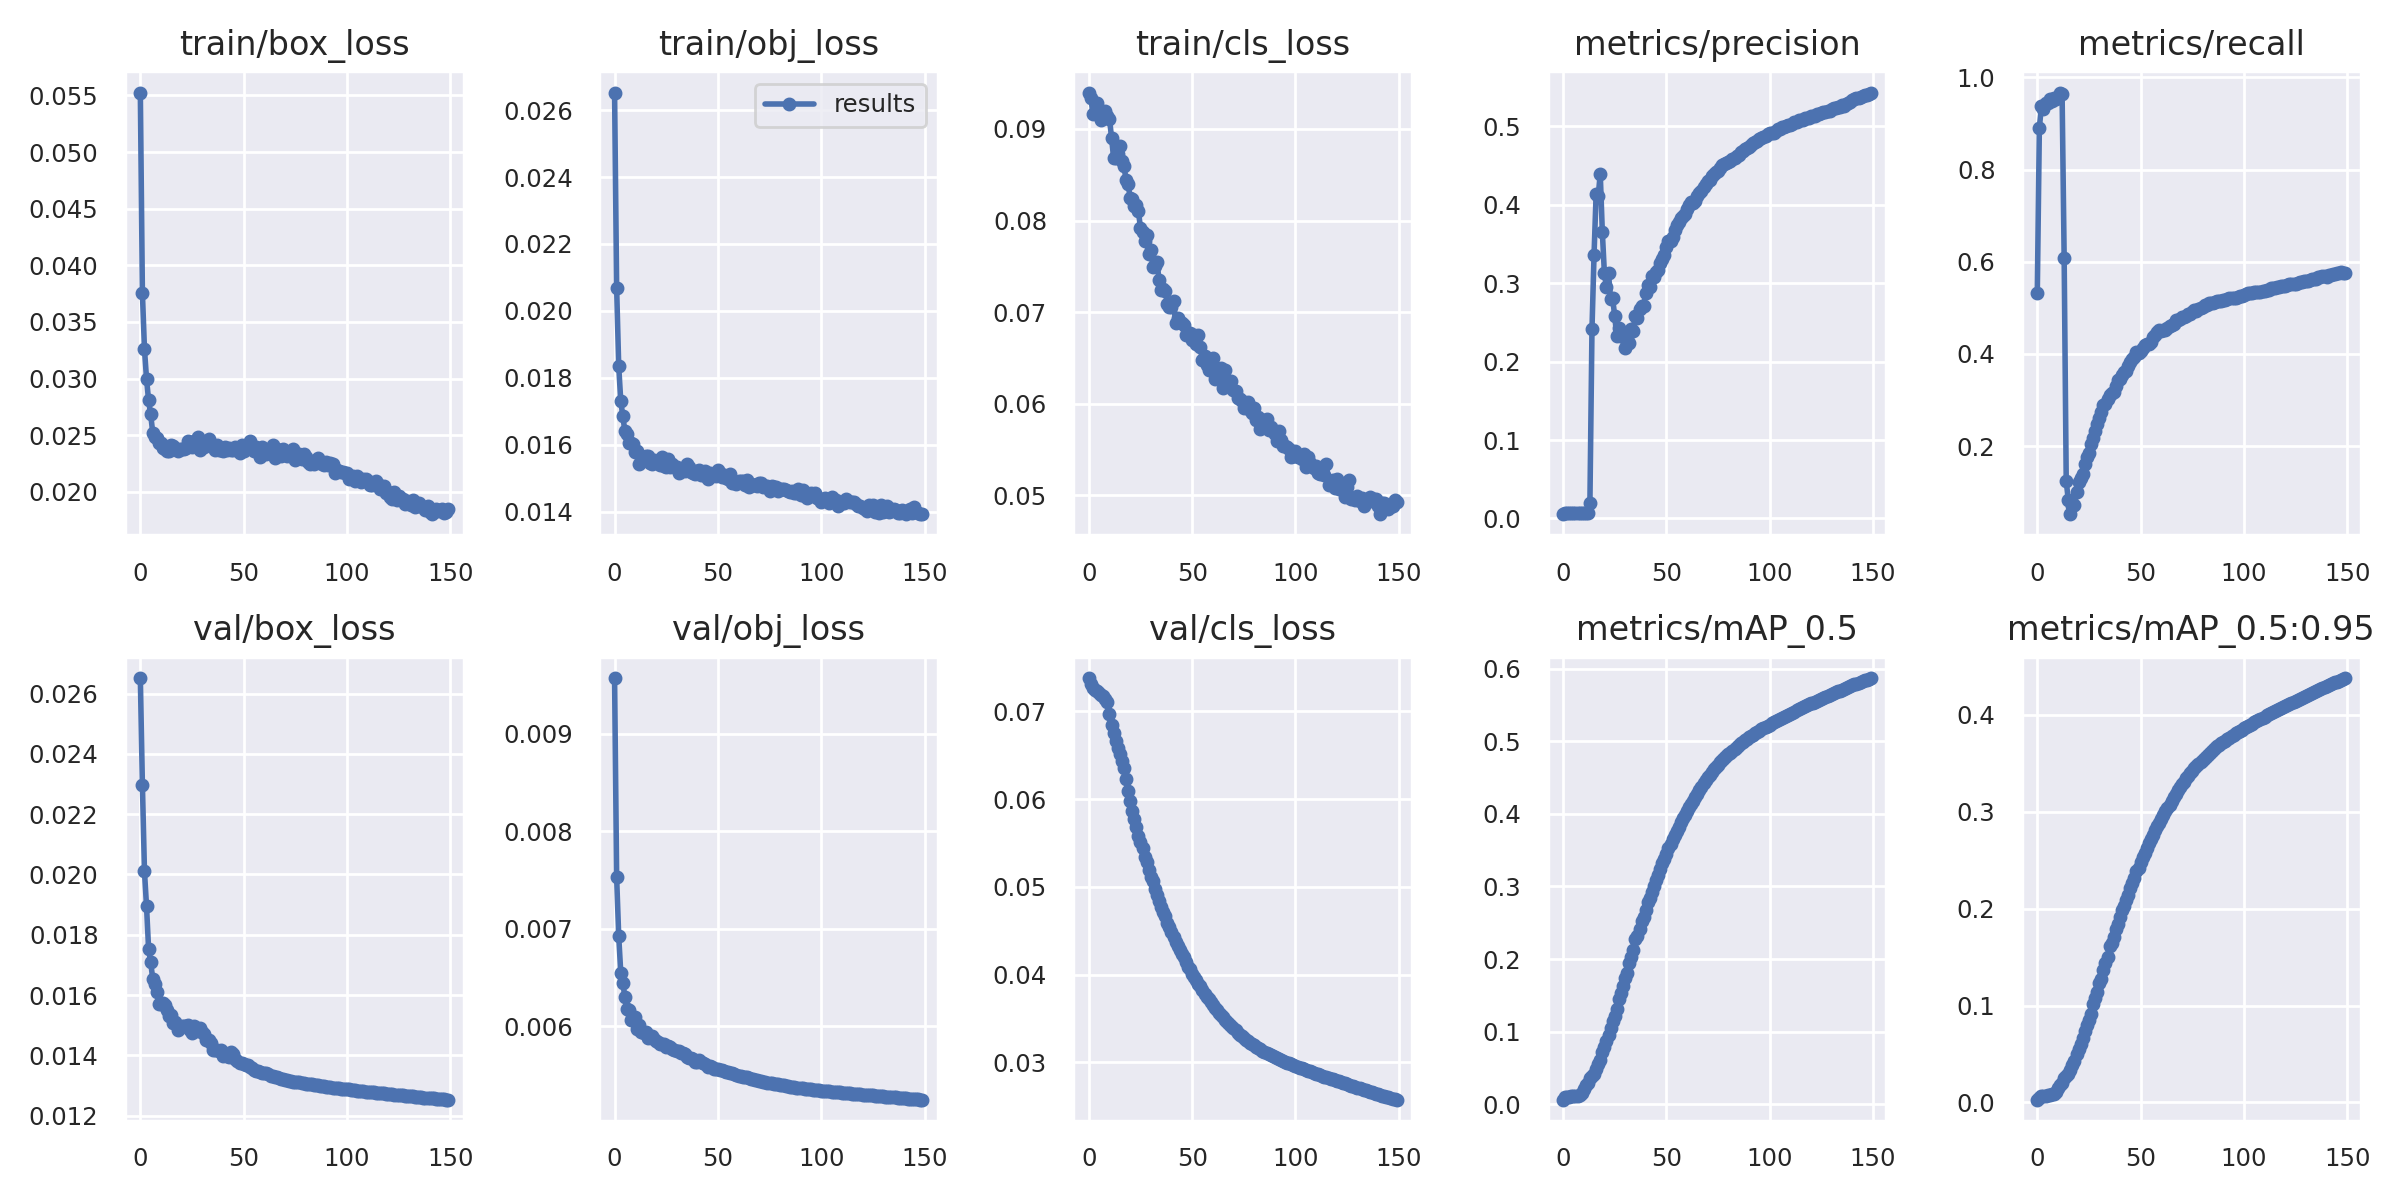 train/box_loss
0.055
0.050
0.045
0.040
0.035
0.030
0.025
0.020
0 50 100 150
train/obj_loss
results
0.026
0.024
0.022
0.020
0.018
0.016
0.014
0 50 100 150
train/cls_loss
0.09
0.08
0.07
0.06
0.05
0 50 100 150
metrics/precision
0.5
0.4
0.3
0.2
0.1
0.0
0 50 100 150
metrics/recall
1.0
0.8
0.6
0.4
0.2
0 50 100 150
val/box_loss
0.026
0.024
0.022
0.020
0.018
0.016
0.014
0.012
0 50 100 150
val/obj_loss
0.009
0.008
0.007
0.006
0 50 100 150
val/cls_loss
0.07
0.06
0.05
0.04
0.03
0 50 100 150
metrics/mAP_0.5
0.6
0.5
0.4
0.3
0.2
0.1
0.0
0 50 100 150
metrics/mAP_0.5:0.95
0.4
0.3
0.2
0.1
0.0
0 50 100 150